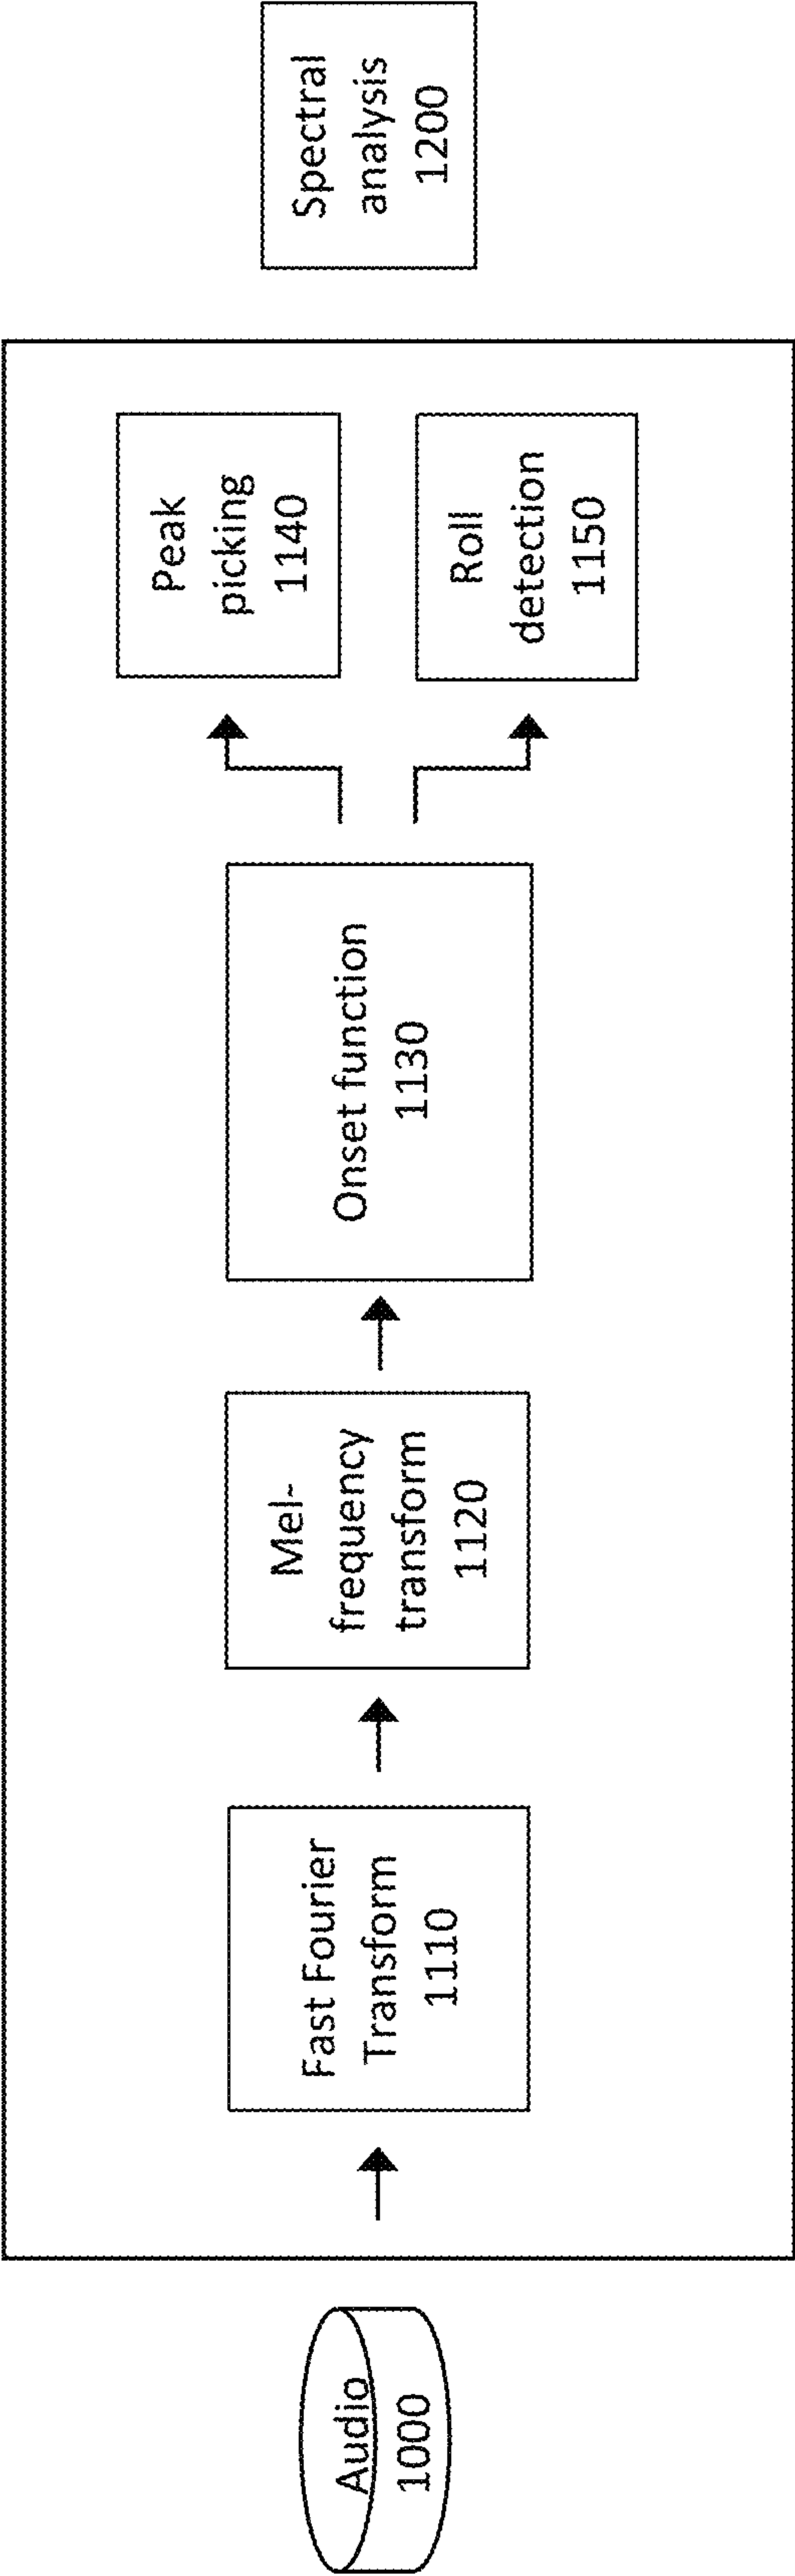 Audio
1000
Fast Fourier
Transform
1110
Mel-
frequency
transform
1120
Onset function
1130
Peak
picking
1140
Roll
detection
1150
Spectral
analysis
1200